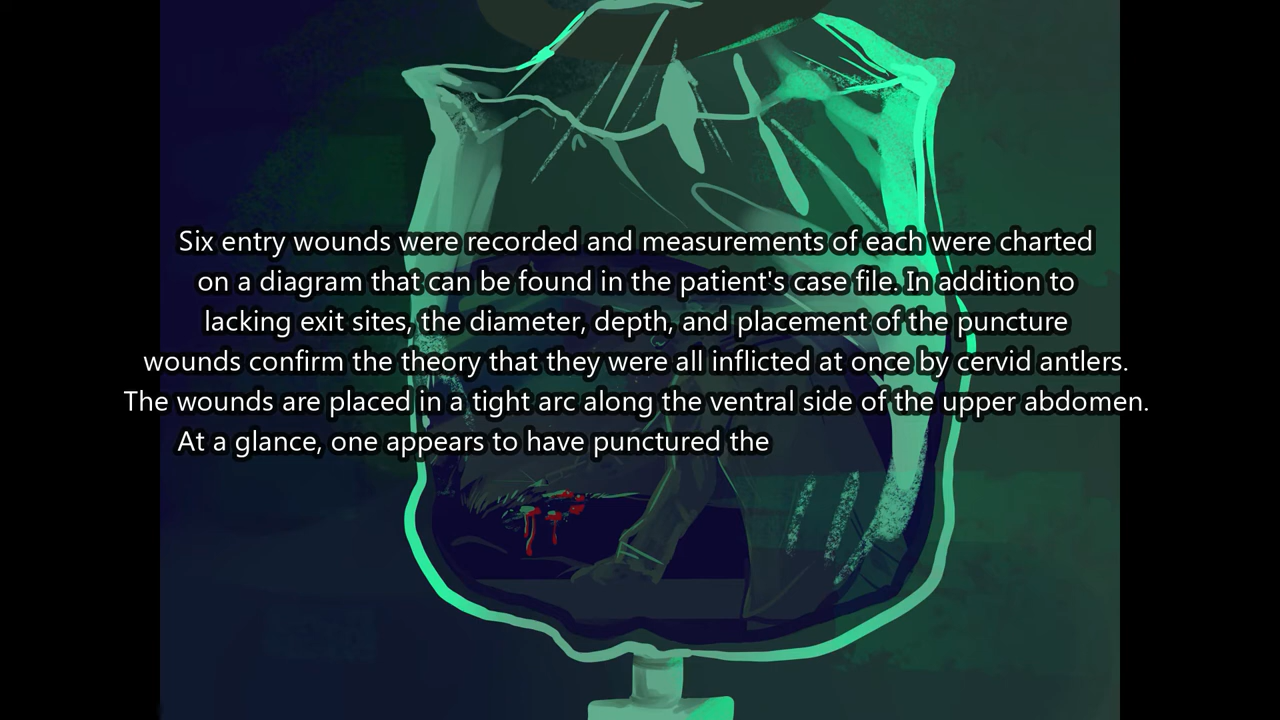 Six entry wounds were recorded and measurements of each were charted
on a diagram that can be found in the patient's case file. In addition to
lacking exit sites, the diameter, depth, and placement of the puncture
wounds confirm the theory that they were all inflicted at once by cervid antlers.
The wounds are placed in a tight arc along the ventral side of the upper abdomen.
At a glance, one appears to have punctured the